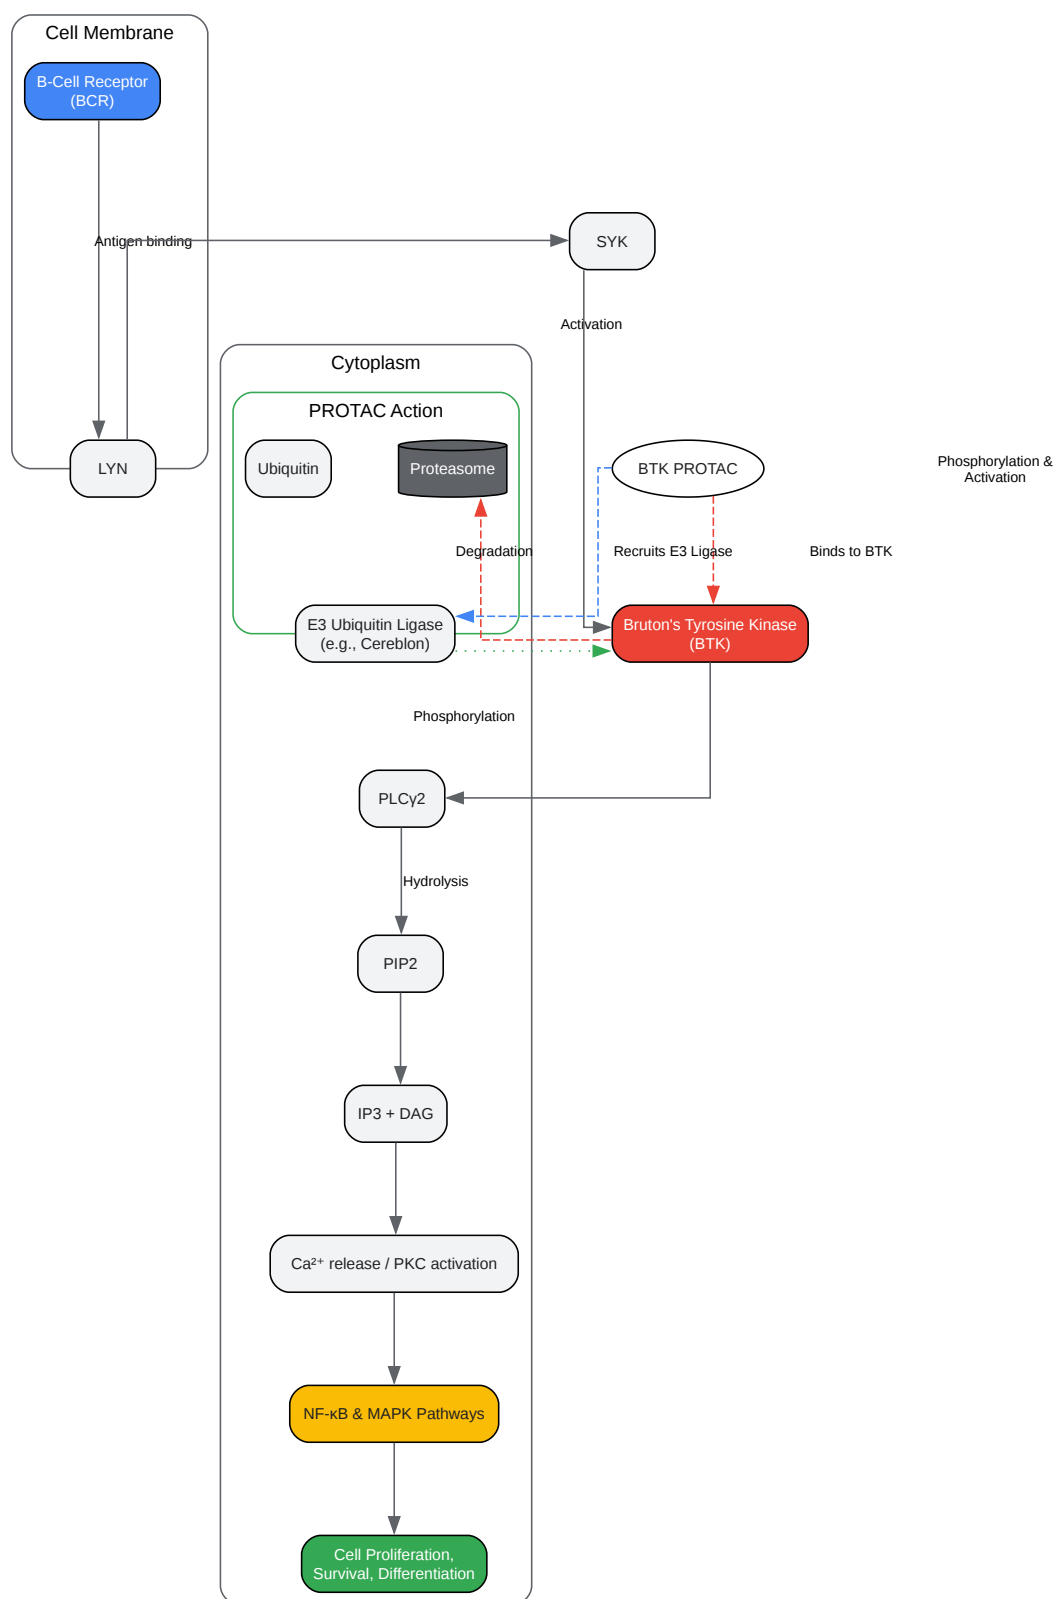 Cell Membrane
B-Cell Receptor
(BCR)
Antigen binding
SYK
Activation
Cytoplasm
PROTAC Action
LYN
Ubiquitin
Proteasome
BTK PROTAC
Phosphorylation &
Activation
Degradation
Recruits E3 Ligase
Binds to BTK
E3 Ubiquitin Ligase
(e.g., Cereblon)
Bruton's Tyrosine Kinase
(BTK)
Phosphorylation
PLCγ2
Hydrolysis
PIP2
IP3 + DAG
Ca²⁺ release / PKC activation
NF-κB & MAPK Pathways
Cell Proliferation,
Survival, Differentiation